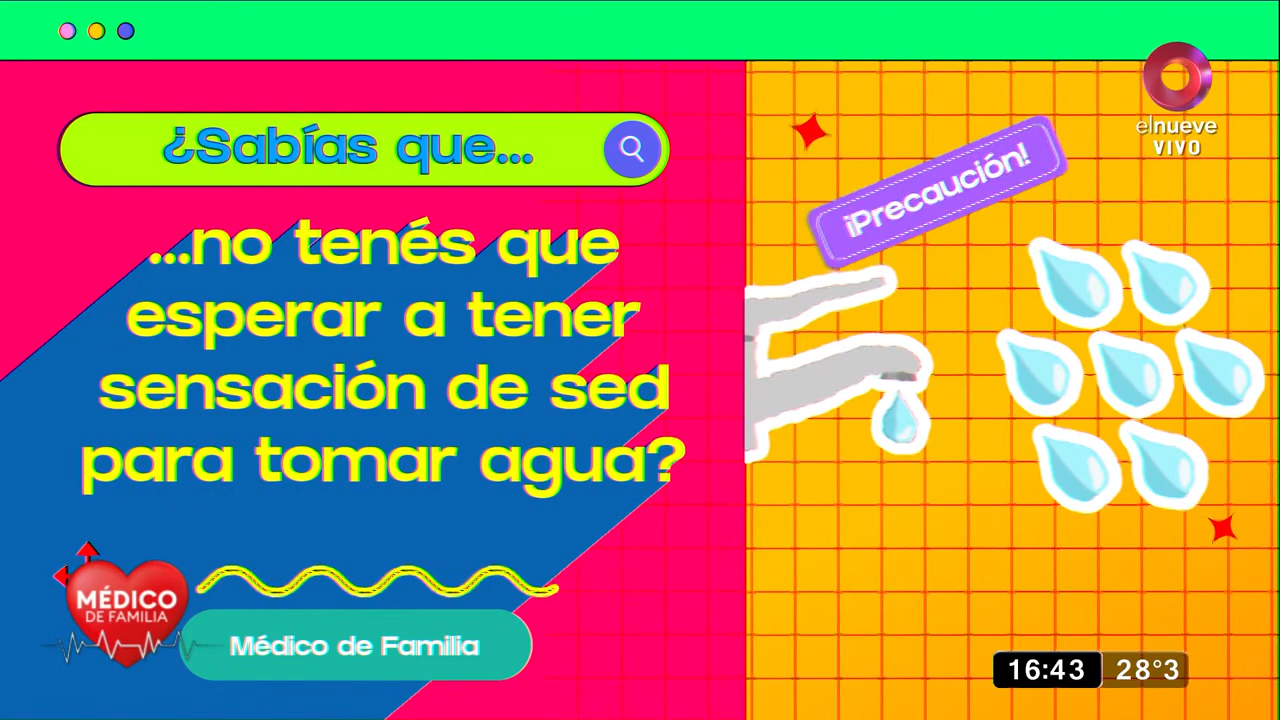 ¿Sabías que...
...no tenés que
esperar a tener
sensación de sed
para tomar agua?
¡Precaución!
elnueve
VIVO
MÉDICO
DE FAMILIA
Médico de Familia
16:43 28°3